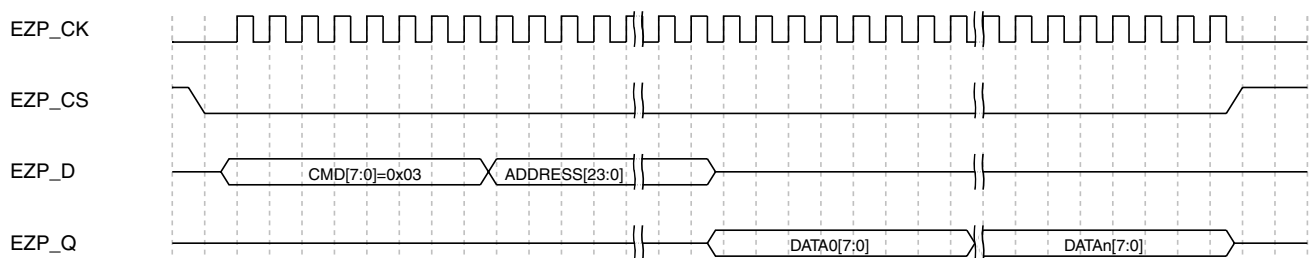 EZP_CK
EZP_CS
EZP_D CMD[7:0]=0x03 ADDRESS[23:0]
EZP_Q DATA0[7:0] DATAn[7:0]